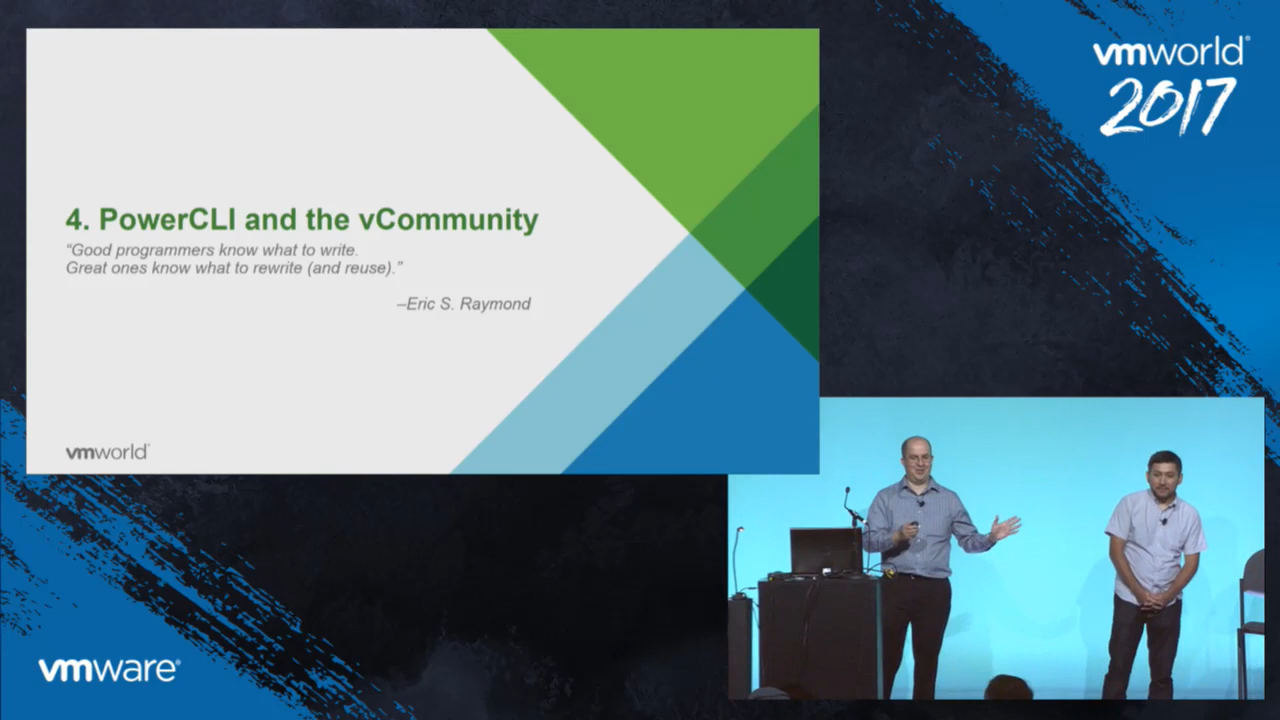 4. PowerCLI and the vCommunity
“Good programmers know what to write.
Great ones know what to rewrite (and reuse).”
–Eric S. Raymond
vmworld®
vmworld®
2017
vmware®